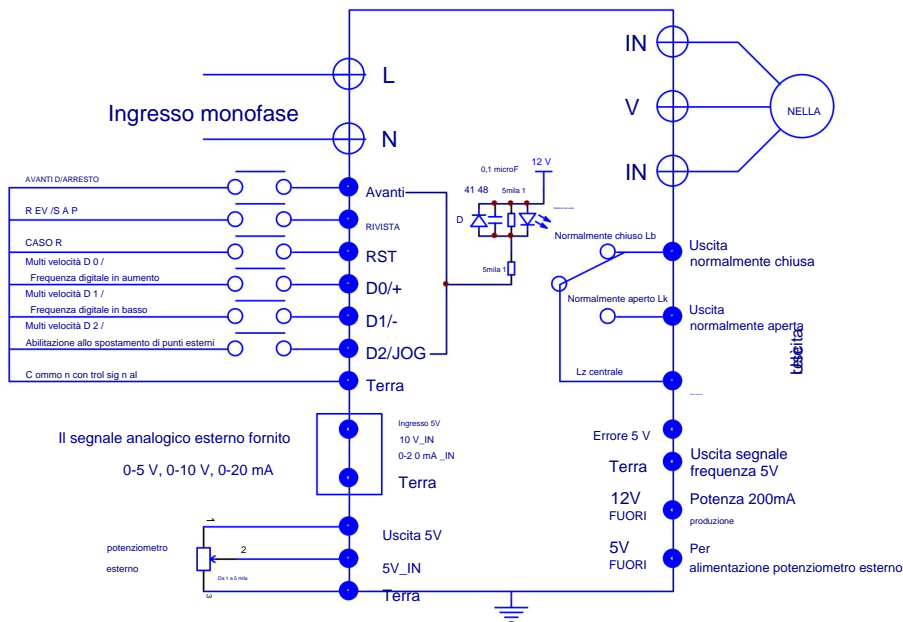 L
Ingresso monofase
N
AVANTI D/ARRESTO
Avanti
R EV /S A P
RIVISTA
CASO R
RST
Multi velocità D 0 /
Frequenza digitale in aumento
D0/+
Multi velocità D 1 /
Frequenza digitale in basso
D1/-
Multi velocità D 2 /
Abilitazione allo spostamento di punti esterni
D2/JOG
C ommo n con trol sig n al
Terra
Il segnale analogico esterno fornito
0-5 V, 0-10 V, 0-20 mA
Ingresso 5V
10 V_IN
0-2 0 mA _IN
Terra
potenziometro
esterno
1
2
3
Da 1 a 5 mila
Uscita 5V
5V_IN
Terra
12 V
0,1 microF
41 48
5mila 1
D
5mila 1
IN
V
IN
NELLA
Normalmente chiuso Lb
Uscita
normalmente chiusa
Normalmente aperto Lk
Uscita
normalmente aperta
Lz centrale
Uscita
Errore 5 V
Terra
Uscita segnale
frequenza 5V
12V
FUORI
Potenza 200mA
produzione
5V
FUORI
Per
alimentazione potenziometro esterno